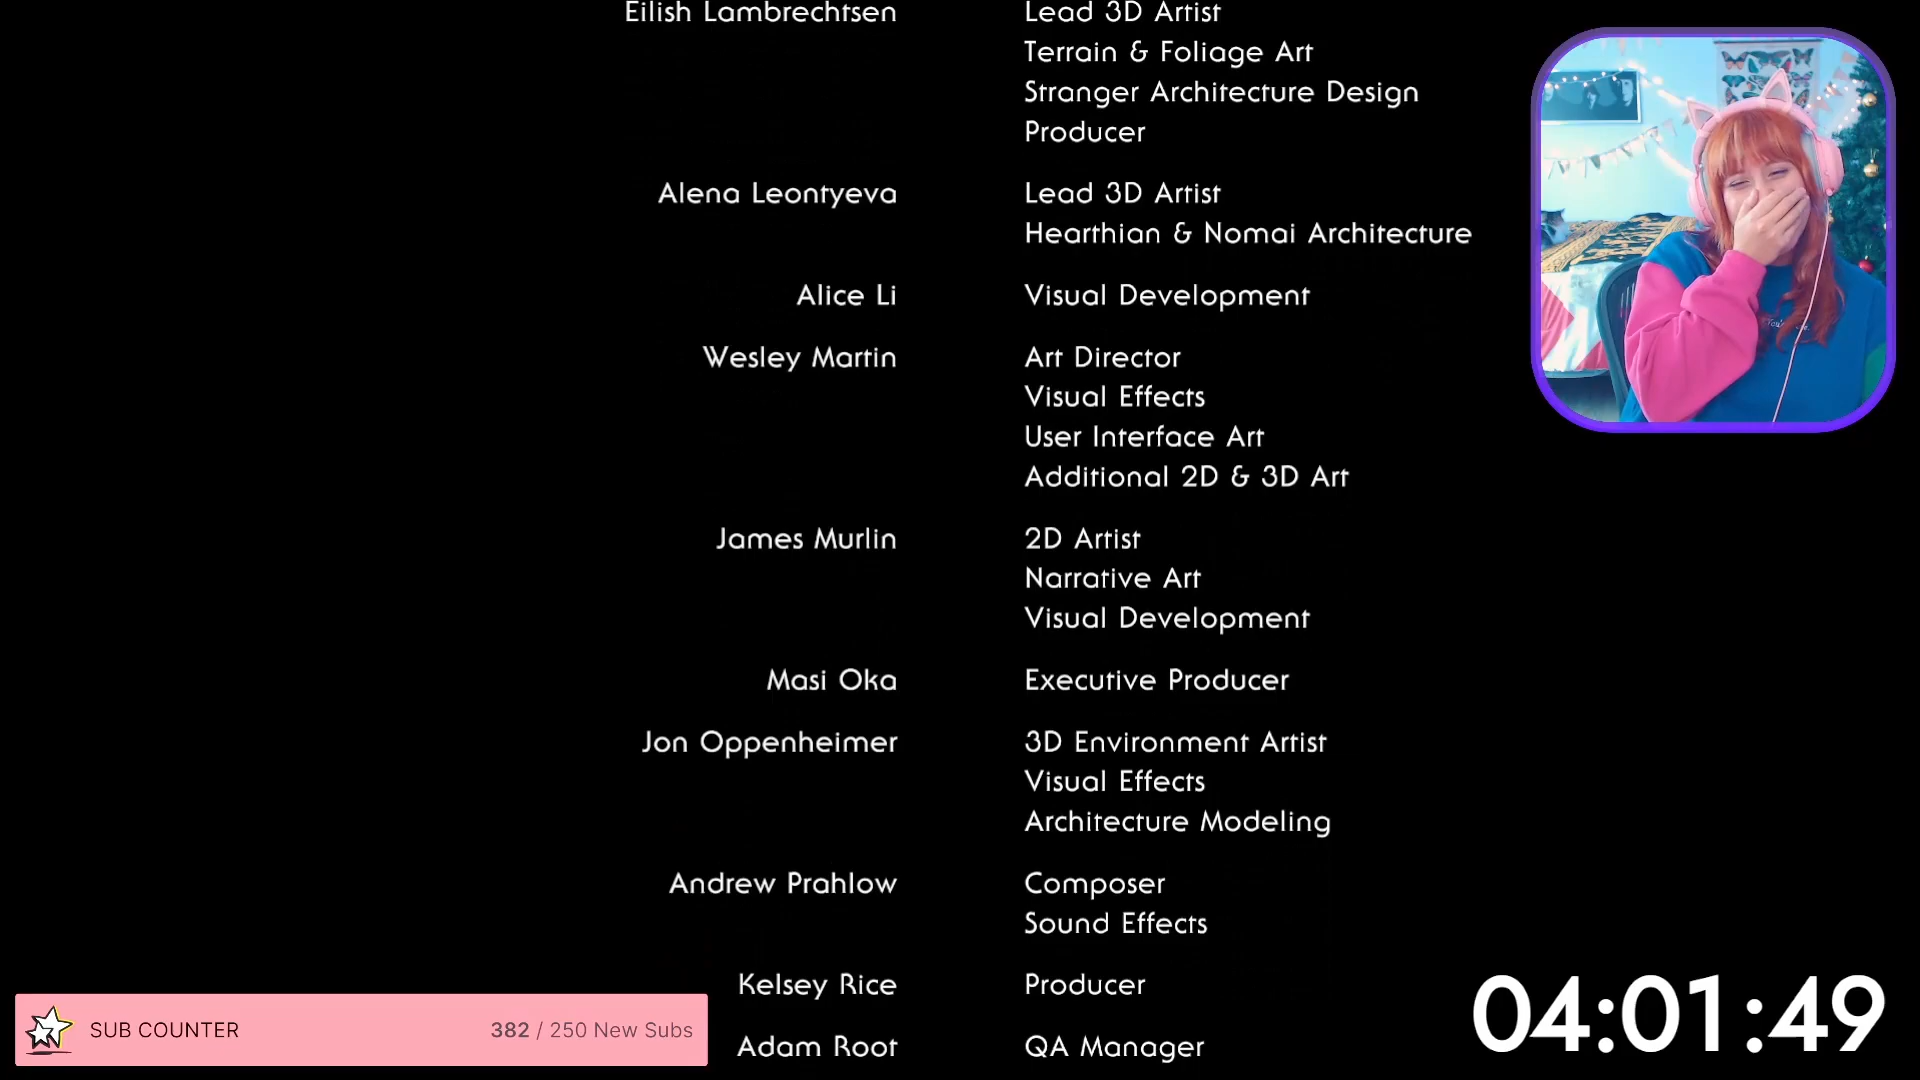 Eilish Lambrechtsen Lead 3D Artist
Terrain & Foliage Art
Stranger Architecture Design
Producer
Alena Leontyeva Lead 3D Artist
Hearthian & Nomai Architecture
Alice Li Visual Development
Wesley Martin Art Director
Visual Effects
User Interface Art
Additional 2D & 3D Art
James Murlin 2D Artist
Narrative Art
Visual Development
Masi Oka Executive Producer
Jon Oppenheimer 3D Environment Artist
Visual Effects
Architecture Modeling
Andrew Prahlow Composer
Sound Effects
Kelsey Rice Producer
Adam Root QA Manager
SUB COUNTER 382 / 250 New Subs
04:01:49